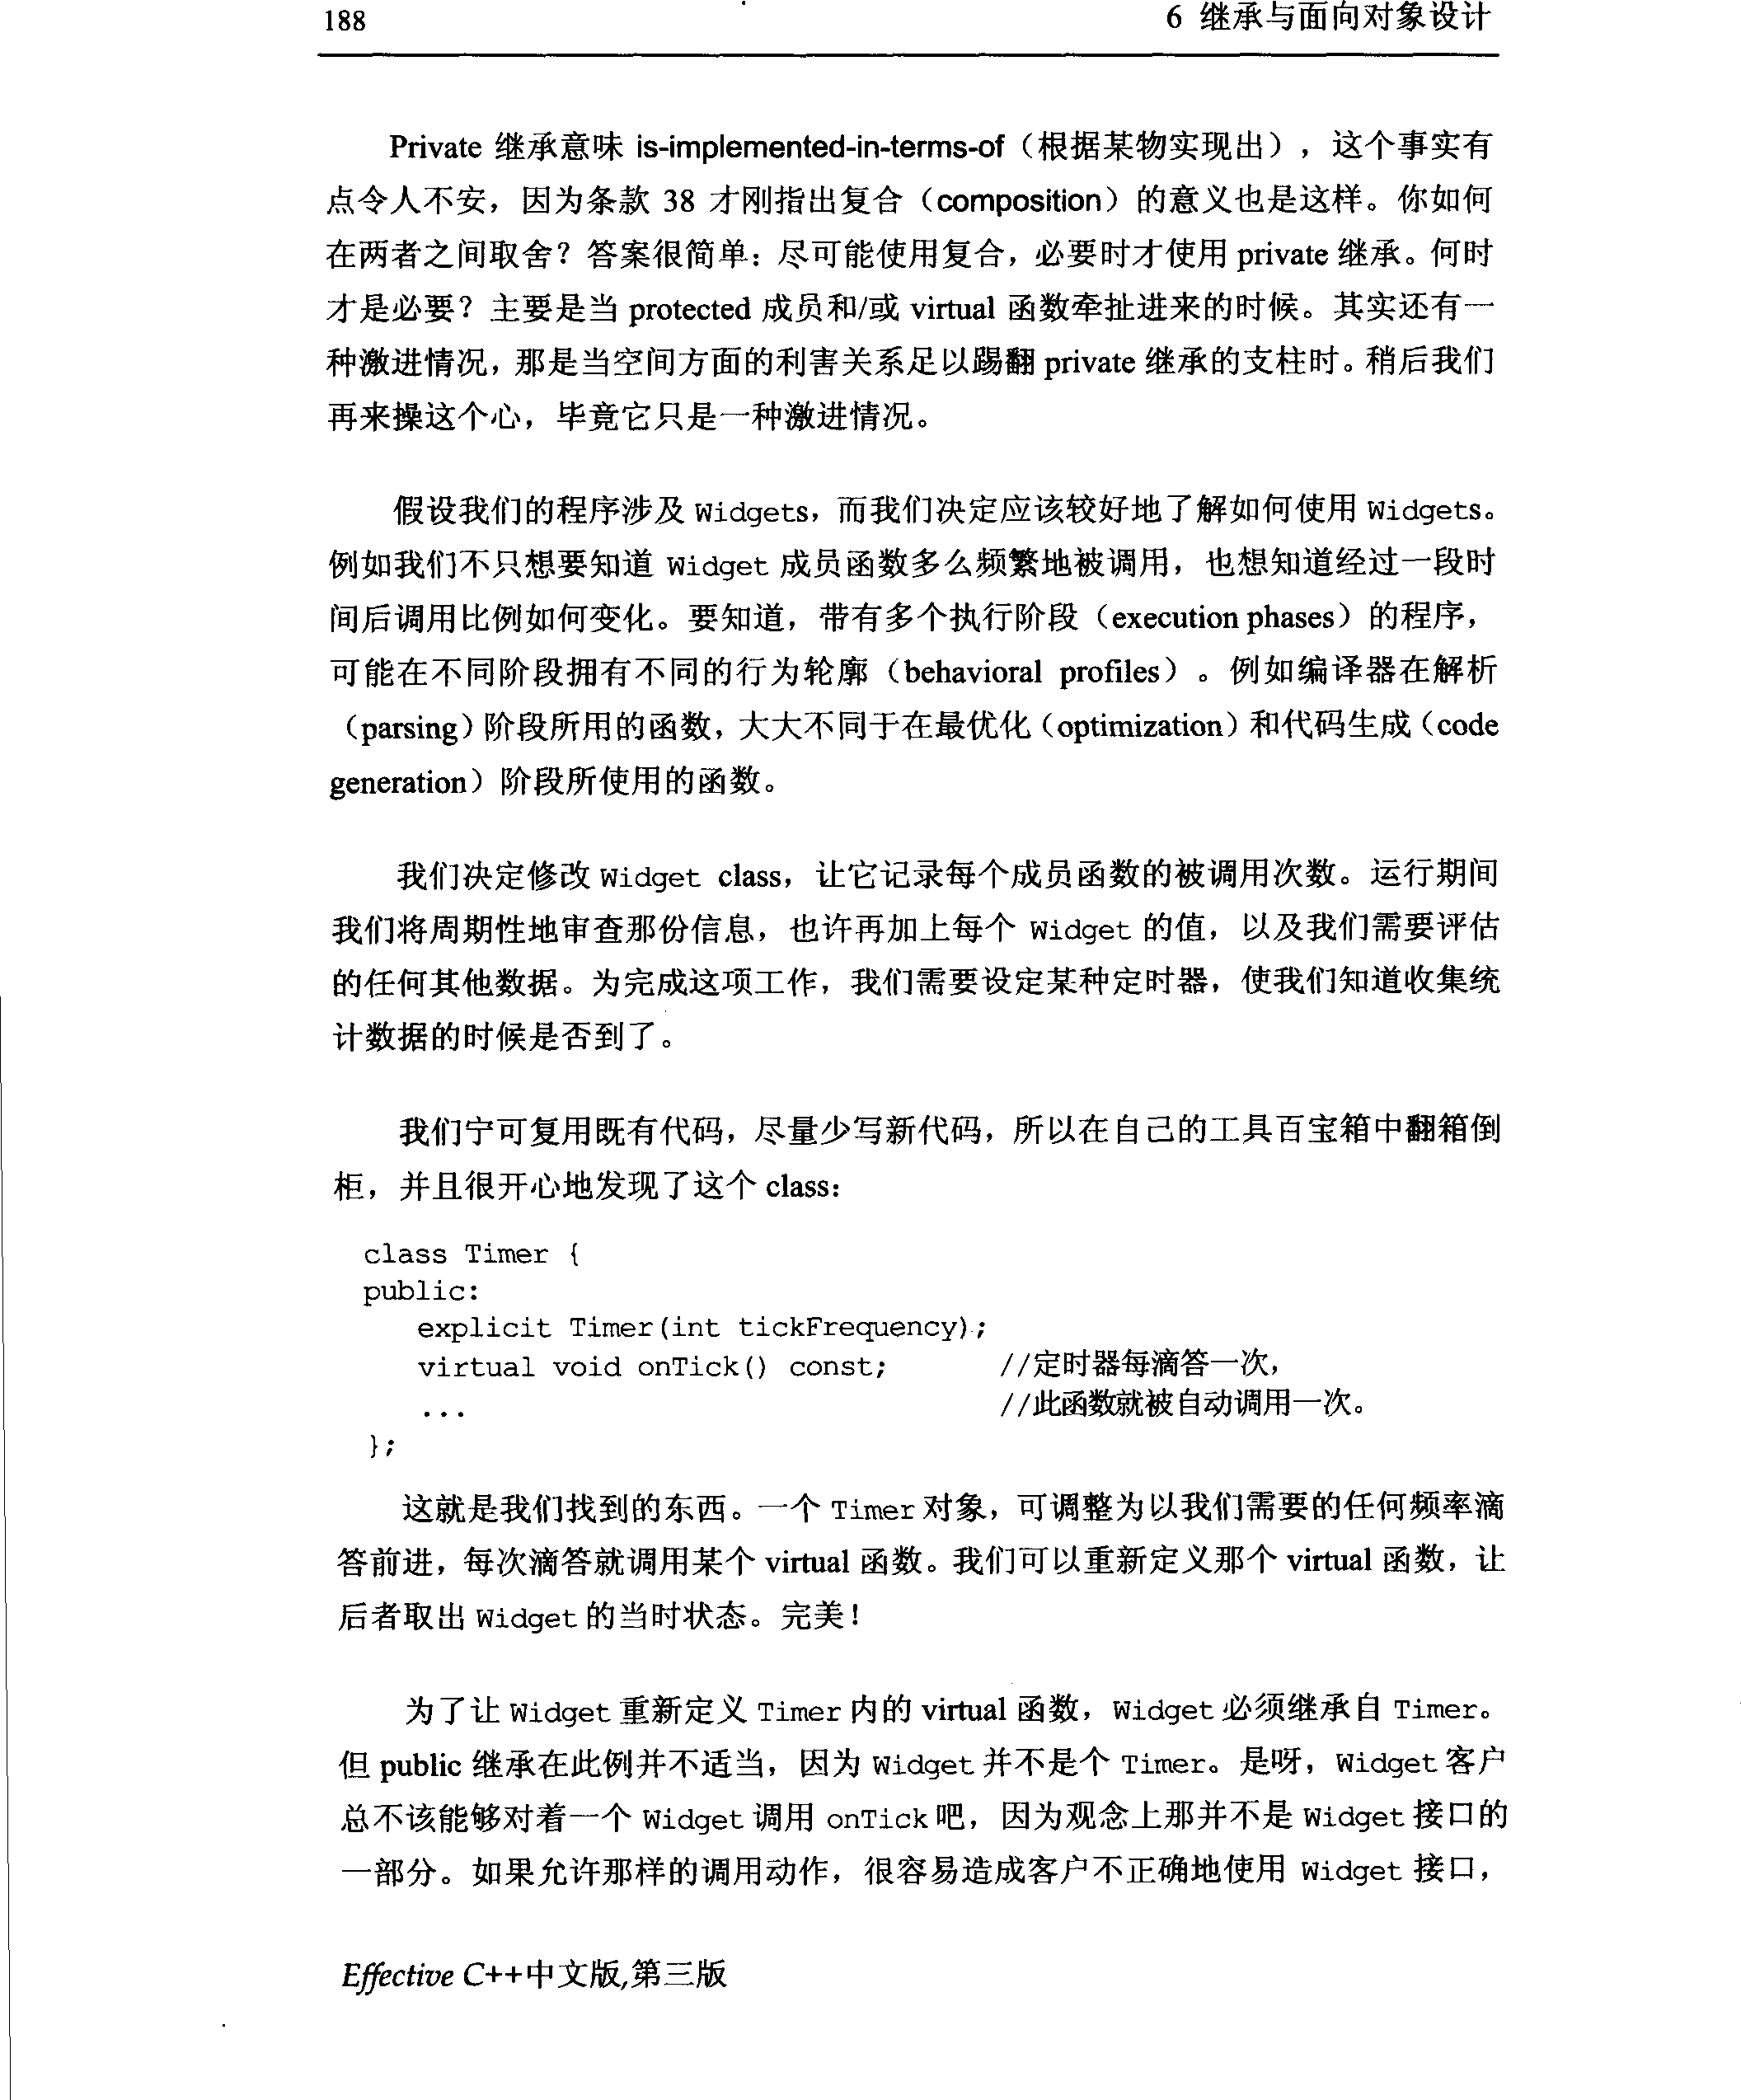 188
6 继承与面向对象设计
Private 继承意味 is-implemented-in-terms-of（根据某物实现出），这个事实有
点令人不安，因为条款 38 才刚指出复合（composition）的意义也是这样。你如何
在两者之间取舍？答案很简单：尽可能使用复合，必要时才使用 private 继承。何时
才是必要？主要是当 protected 成员和/或 virtual 函数牵扯进来的时候。其实还有一
种激进情况，那是当空间方面的利害关系足以踢翻 private 继承的支柱时。稍后我们
再来操这个心，毕竟它只是一种激进情况。
假设我们的程序涉及 Widgets，而我们决定应该较好地了解如何使用 Widgets。
例如我们不只想要知道 Widget 成员函数多么频繁地被调用，也想知道经过一段时
间后调用比例如何变化。要知道，带有多个执行阶段（execution phases）的程序，
可能在不同阶段拥有不同的行为轮廓（behavioral profiles）。例如编译器在解析
（parsing）阶段所用的函数，大大不同于在最优化（optimization）和代码生成（code
generation）阶段所使用的函数。
我们决定修改 Widget class，让它记录每个成员函数的被调用次数。运行期间
我们将周期性地审查那份信息，也许再加上每个 Widget 的值，以及我们需要评估
的任何其他数据。为完成这项工作，我们需要设定某种定时器，使我们知道收集统
计数据的时候是否到了。
我们宁可复用既有代码，尽量少写新代码，所以在自己的工具百宝箱中翻箱倒
柜，并且很开心地发现了这个 class：
class Timer {
public:
explicit Timer(int tickFrequency);
virtual void onTick() const; //定时器每滴答一次，
... //此函数就被自动调用一次。
};
这就是我们找到的东西。一个 Timer 对象，可调整为以我们需要的任何频率滴
答前进，每次滴答就调用某个 virtual 函数。我们可以重新定义那个 virtual 函数，让
后者取出 Widget 的当时状态。完美！
为了让 Widget 重新定义 Timer 内的 virtual 函数，Widget 必须继承自 Timer。
但 public 继承在此例并不适当，因为 Widget 并不是个 Timer。是呀，Widget 客户
总不该能够对着一个 Widget 调用 onTick 吧，因为观念上那并不是 Widget 接口的
一部分。如果允许那样的调用动作，很容易造成客户不正确地使用 Widget 接口，
Effective C++中文版,第三版